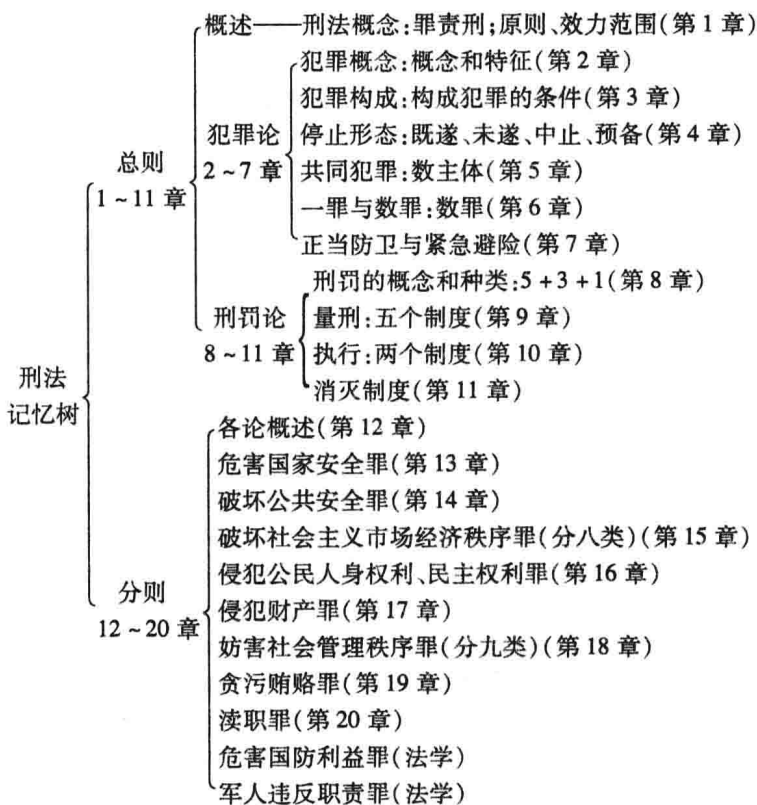 概述——刑法概念:罪责刑;原则、效力范围(第1章)
犯罪概念:概念和特征(第2章)
犯罪构成:构成犯罪的条件(第3章)
犯罪论
2~7章
停止形态:既遂、未遂、中止、预备(第4章)
总则
1~11章
共同犯罪:数主体(第5章)
一罪与数罪:数罪(第6章)
正当防卫与紧急避险(第7章)
刑罚的概念和种类:5+3+1(第8章)
刑罚论
8~11章
量刑:五个制度(第9章)
执行:两个制度(第10章)
消灭制度(第11章)
刑法
记忆树
各论概述(第12章)
危害国家安全罪(第13章)
破坏公共安全罪(第14章)
破坏社会主义市场经济秩序罪(分八类)(第15章)
侵犯公民人身权利、民主权利罪(第16章)
分则
12~20章
侵犯财产罪(第17章)
妨害社会管理秩序罪(分九类)(第18章)
贪污贿赂罪(第19章)
渎职罪(第20章)
危害国防利益罪(法学)
军人违反职责罪(法学)